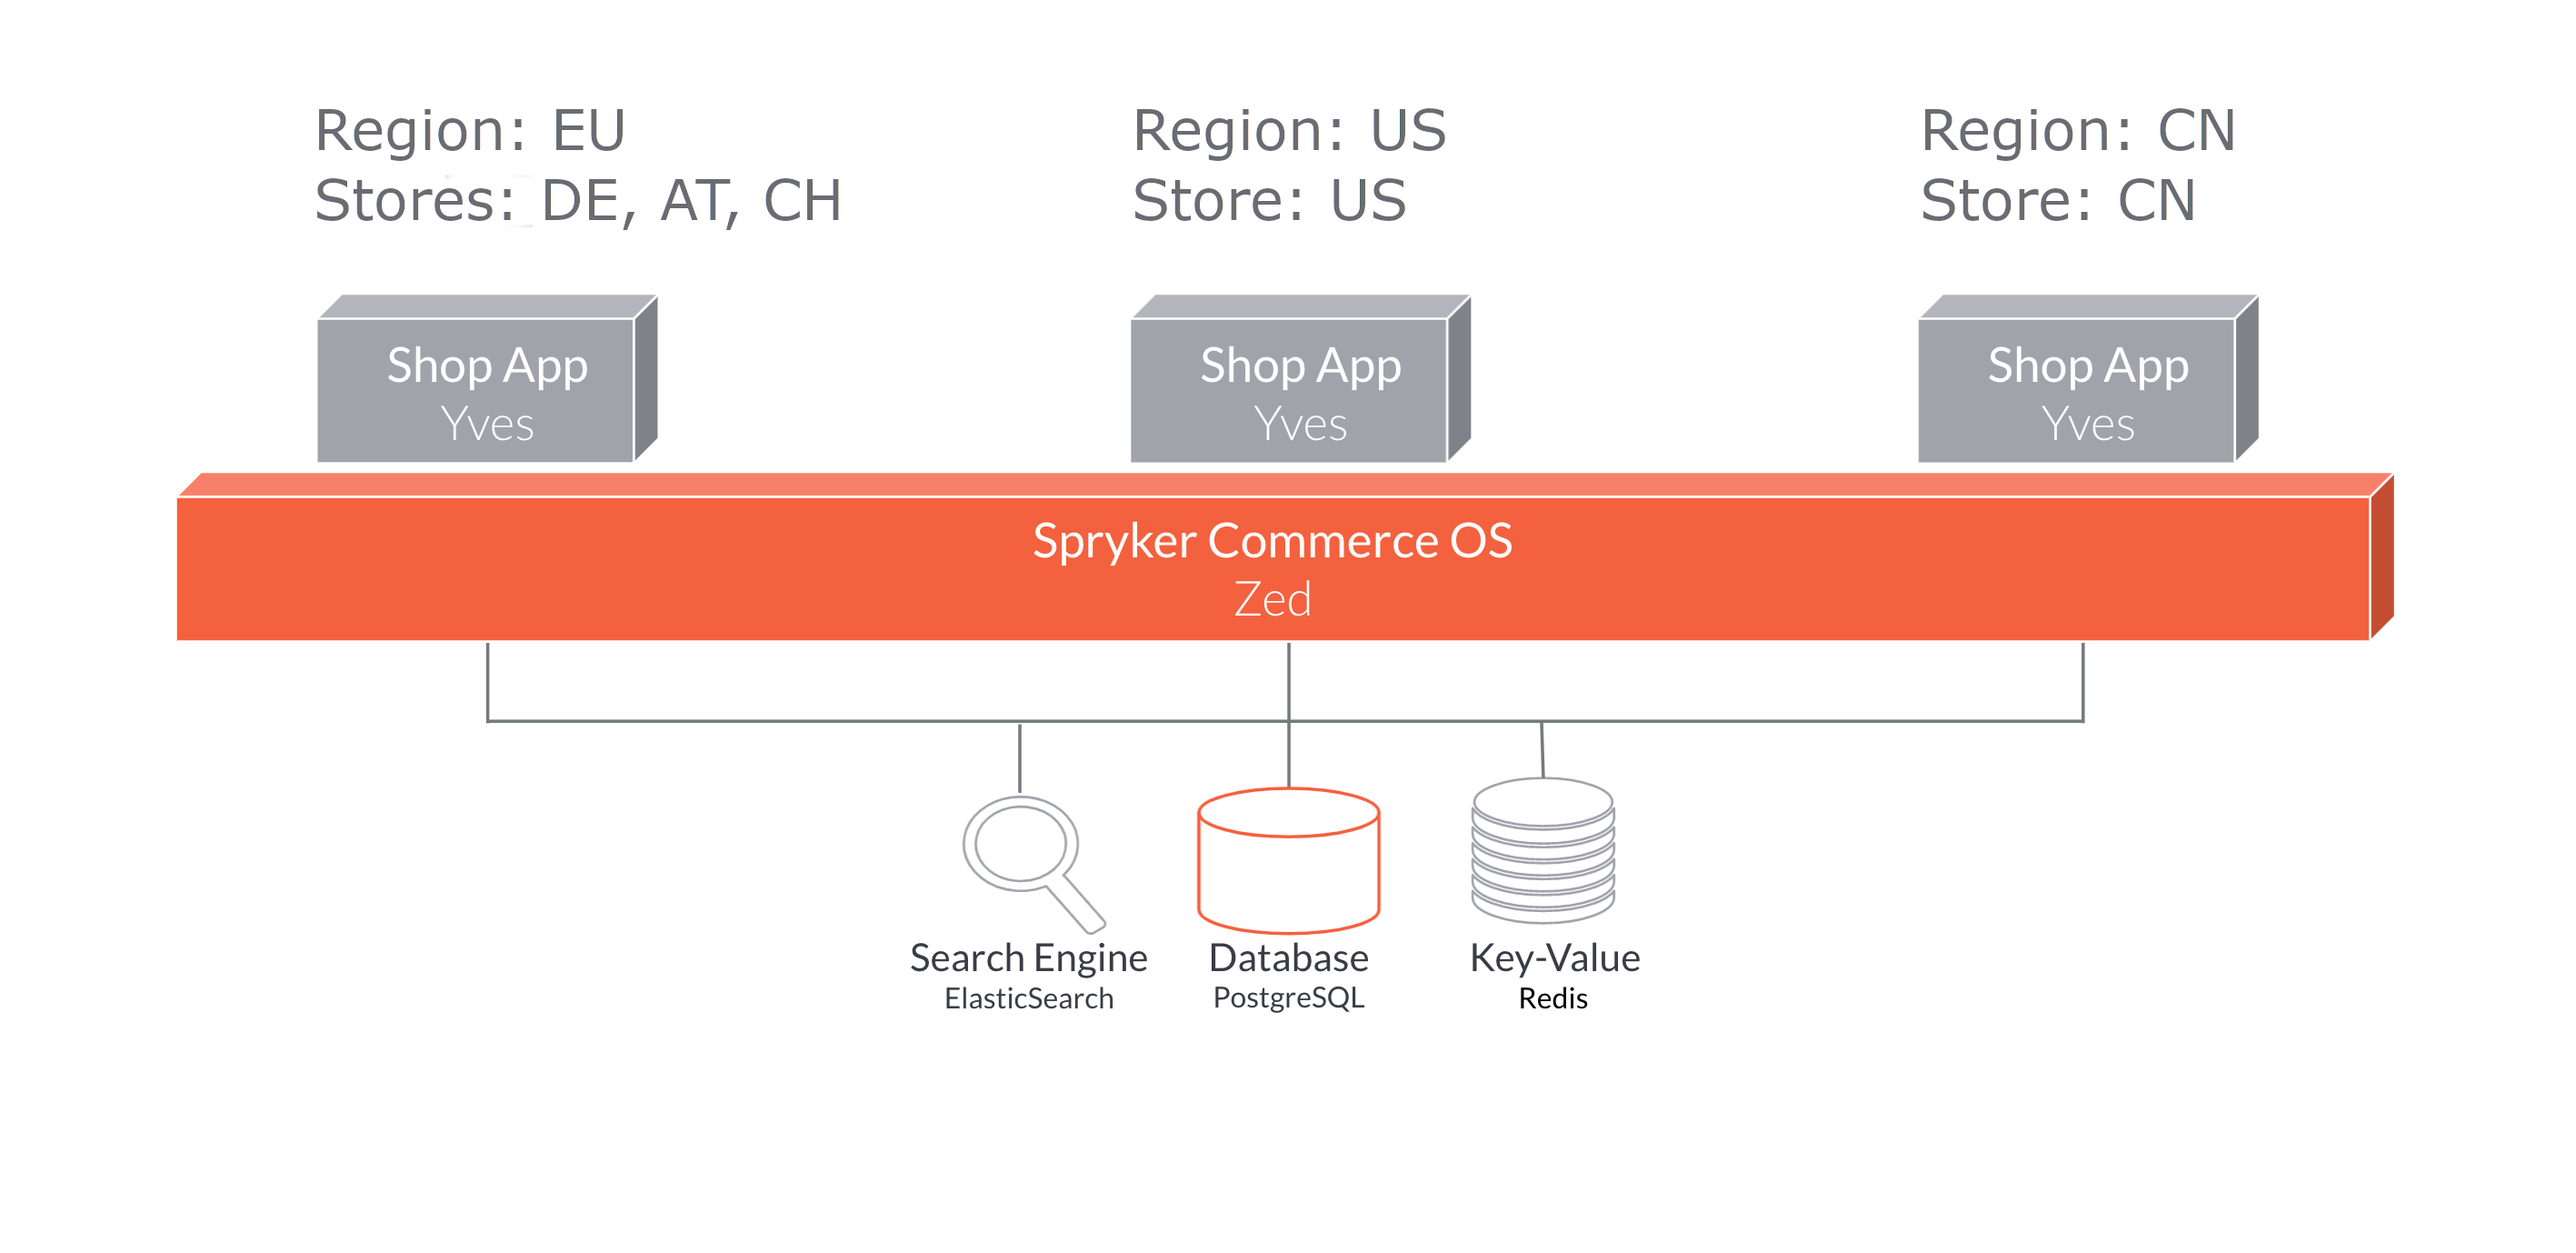 Region: EU
Stores: DE, AT, CH
Region: US
Store: US
Region: CN
Store: CN
Shop App
Yves
Shop App
Yves
Shop App
Yves
Spryker Commerce OS
Zed
Search Engine
ElasticSearch
Database
PostgreSQL
Key-Value
Redis